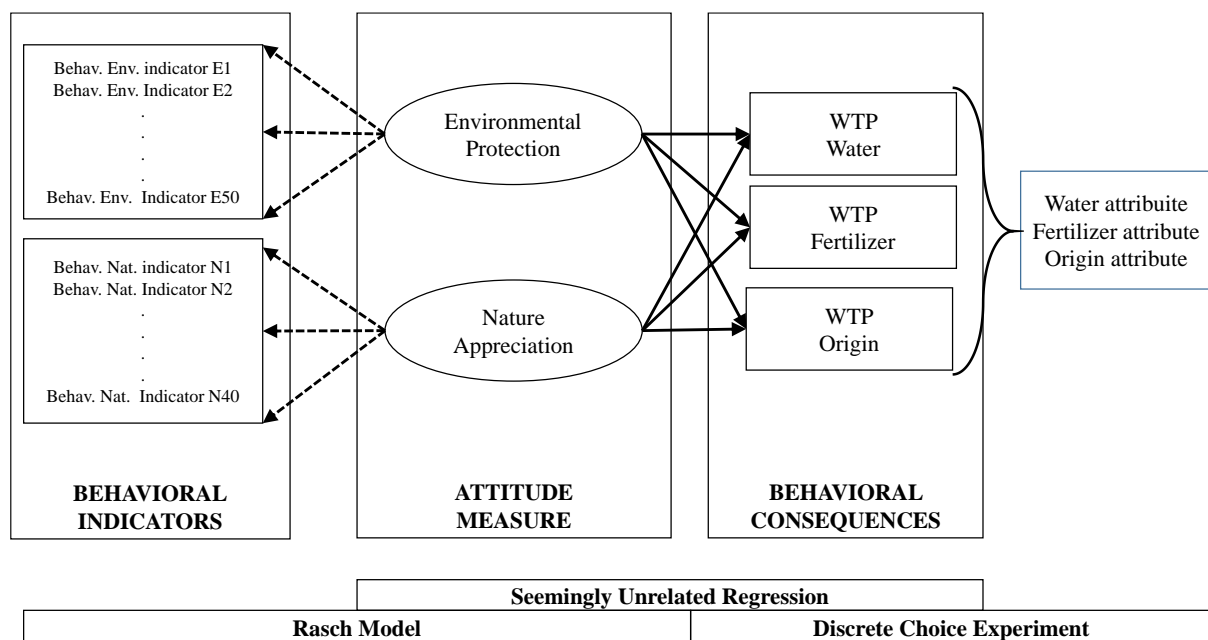 Behav. Env. indicator E1
Behav. Env. Indicator E2
.
.
.
.
Behav. Env. Indicator E50
Behav. Nat. indicator N1
Behav. Nat. Indicator N2
.
.
.
.
Behav. Nat. Indicator N40
BEHAVIORAL
INDICATORS
Environmental
Protection
Nature
Appreciation
ATTITUDE
MEASURE
WTP
Water
WTP
Fertilizer
WTP
Origin
BEHAVIORAL
CONSEQUENCES
Water attribuite
Fertilizer attribute
Origin attribute
Seemingly Unrelated Regression
Rasch Model
Discrete Choice Experiment